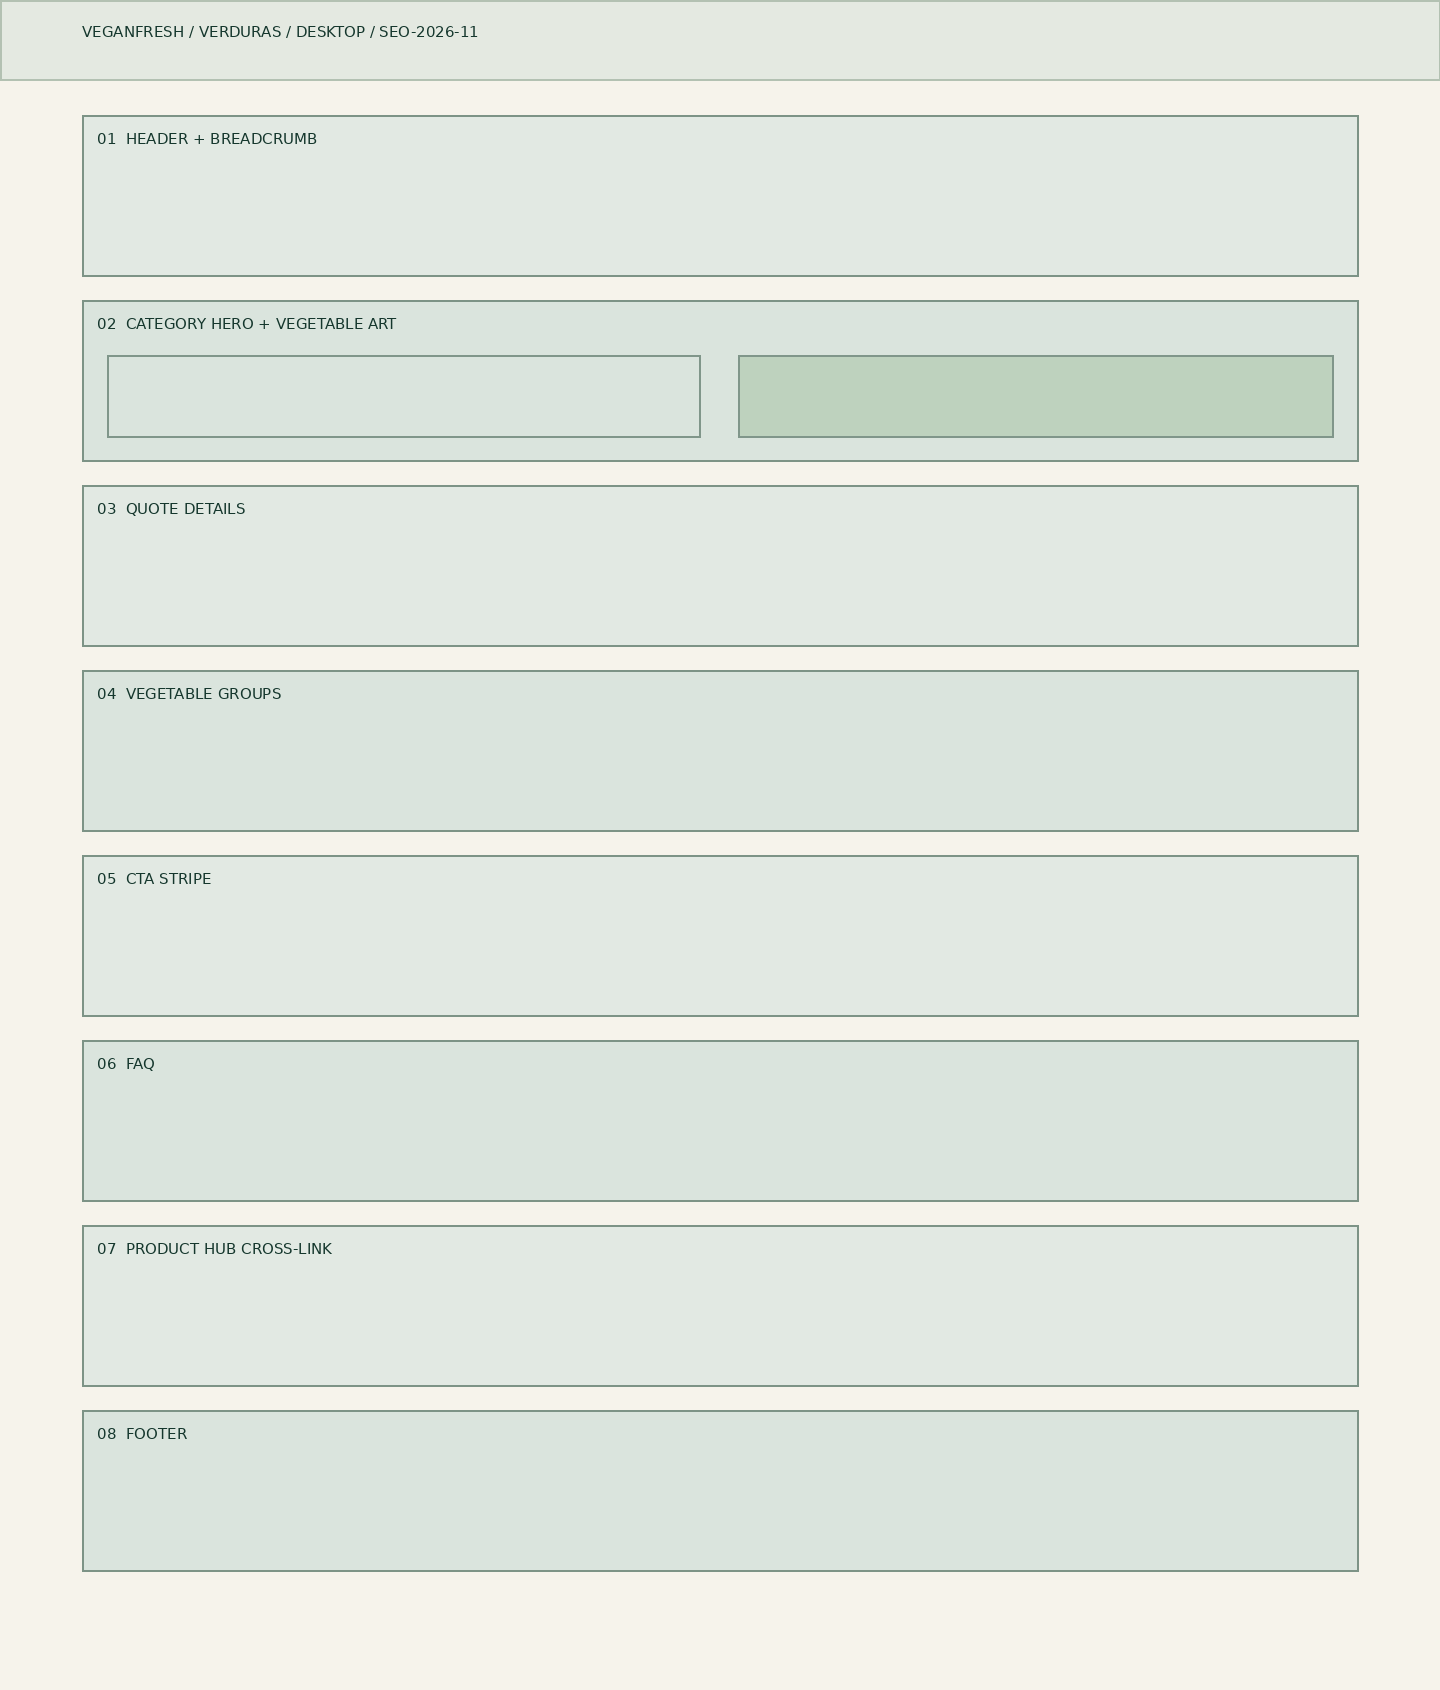 VEGANFRESH / VERDURAS / DESKTOP / SEO-2026-11
01 HEADER + BREADCRUMB
02 CATEGORY HERO + VEGETABLE ART
03 QUOTE DETAILS
04 VEGETABLE GROUPS
05 CTA STRIPE
06 FAQ
07 PRODUCT HUB CROSS-LINK
08 FOOTER